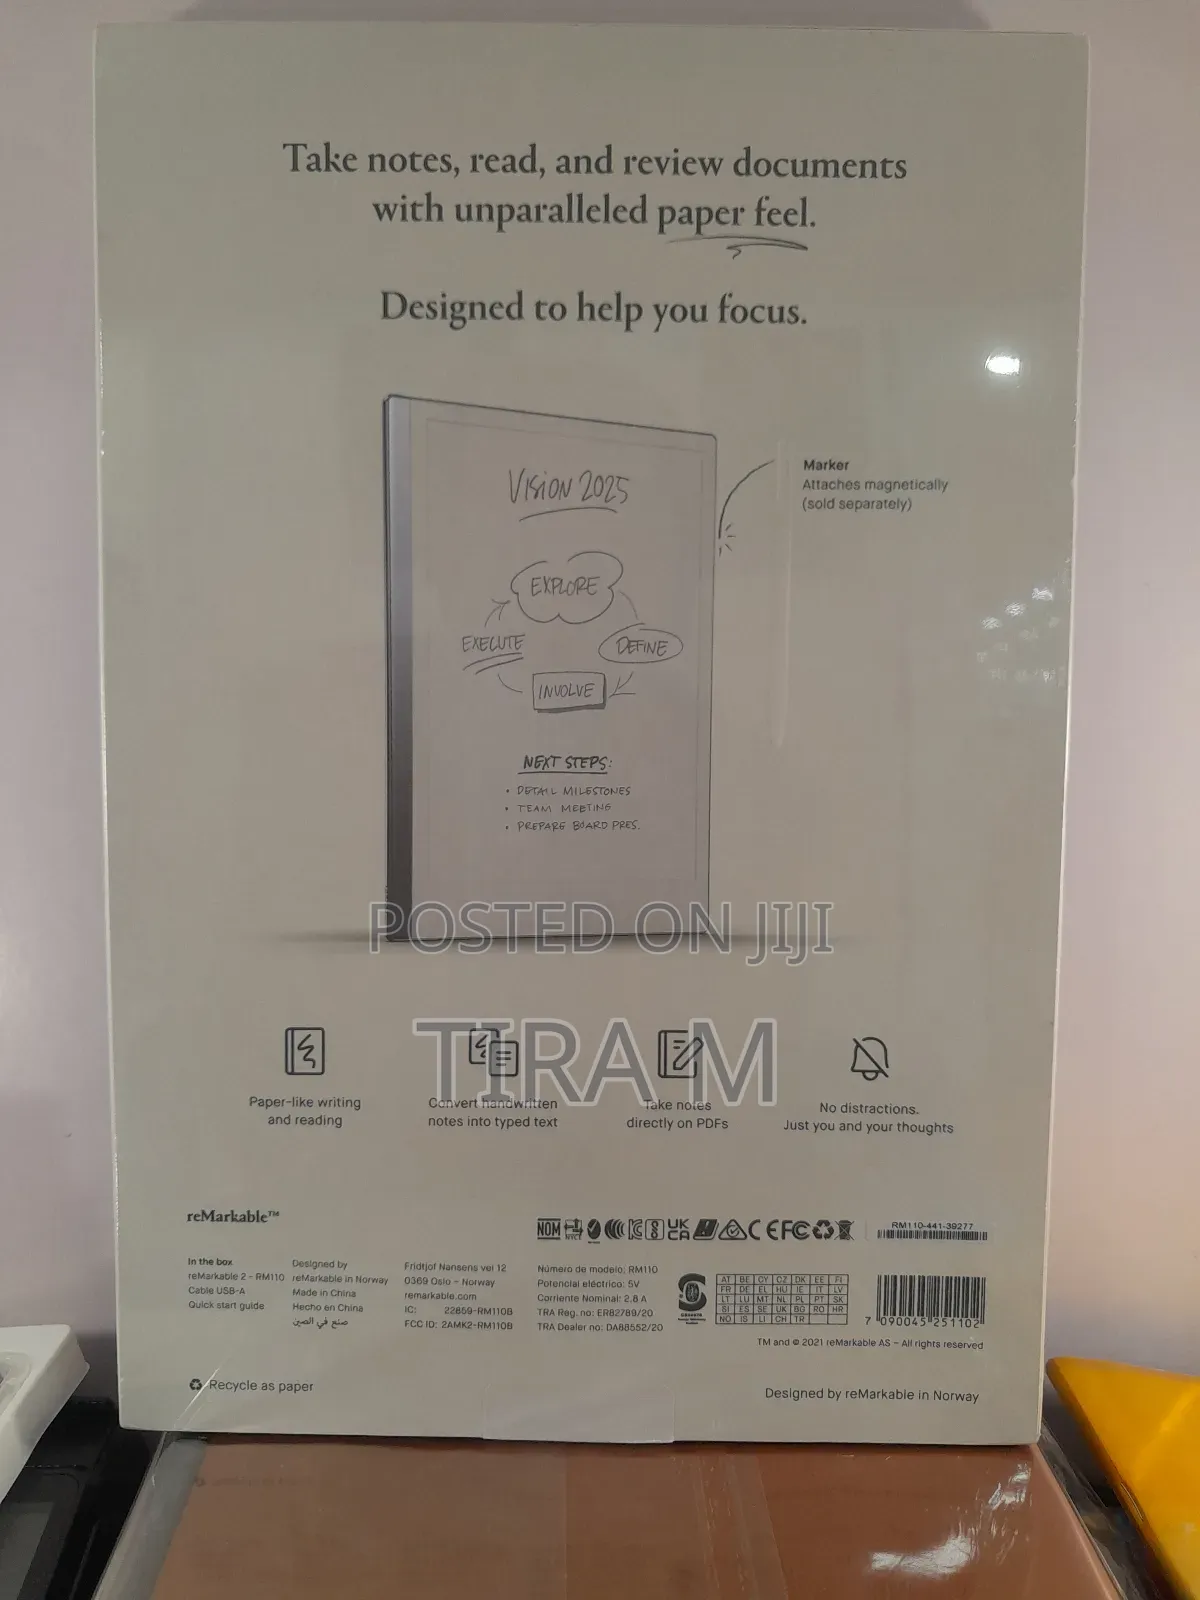 Take notes, read, and review documents
with unparalleled paper feel.
Designed to help you focus.
Marker
Attaches magnetically
(sold separately)
VISION 2025
EXPLORE
EXECUTE
DEFINE
INVOLVE
NEXT STEPS:
• DETAIL MILESTONES
• TEAM MEETING
• PREPARE BOARD PRES.
POSTED ON JIJI
TIRA M
Paper-like writing
and reading
Convert handwritten
notes into typed text
Take notes
directly on PDFs
No distractions.
Just you and your thoughts
reMarkable™
NOM
NYCE
UK
CA
CE
FC
RM110-441-39277
In the box
reMarkable 2 - RM110
Cable USB-A
Quick start guide
Designed by
reMarkable in Norway
Made in China
Hecho en China
صنع في الصين
Fridtjof Nansens vei 12
0369 Oslo - Norway
remarkable.com
IC: 22859-RM110B
FCC ID: 2AMK2-RM110B
Número de modelo: RM110
Potencial eléctrico: 5V
Corriente Nominal: 2.8 A
TRA Reg. no: ER82789/20
TRA Dealer no: DA88552/20
AT BE CY CZ DK EE FI
FR DE EL HU IE IT LV
LT LU MT NL PL PT SK
SI ES SE UK BG RO HR
NO IS LI CH TR
7 090045 251102
TM and © 2021 reMarkable AS – All rights reserved
Recycle as paper
Designed by reMarkable in Norway